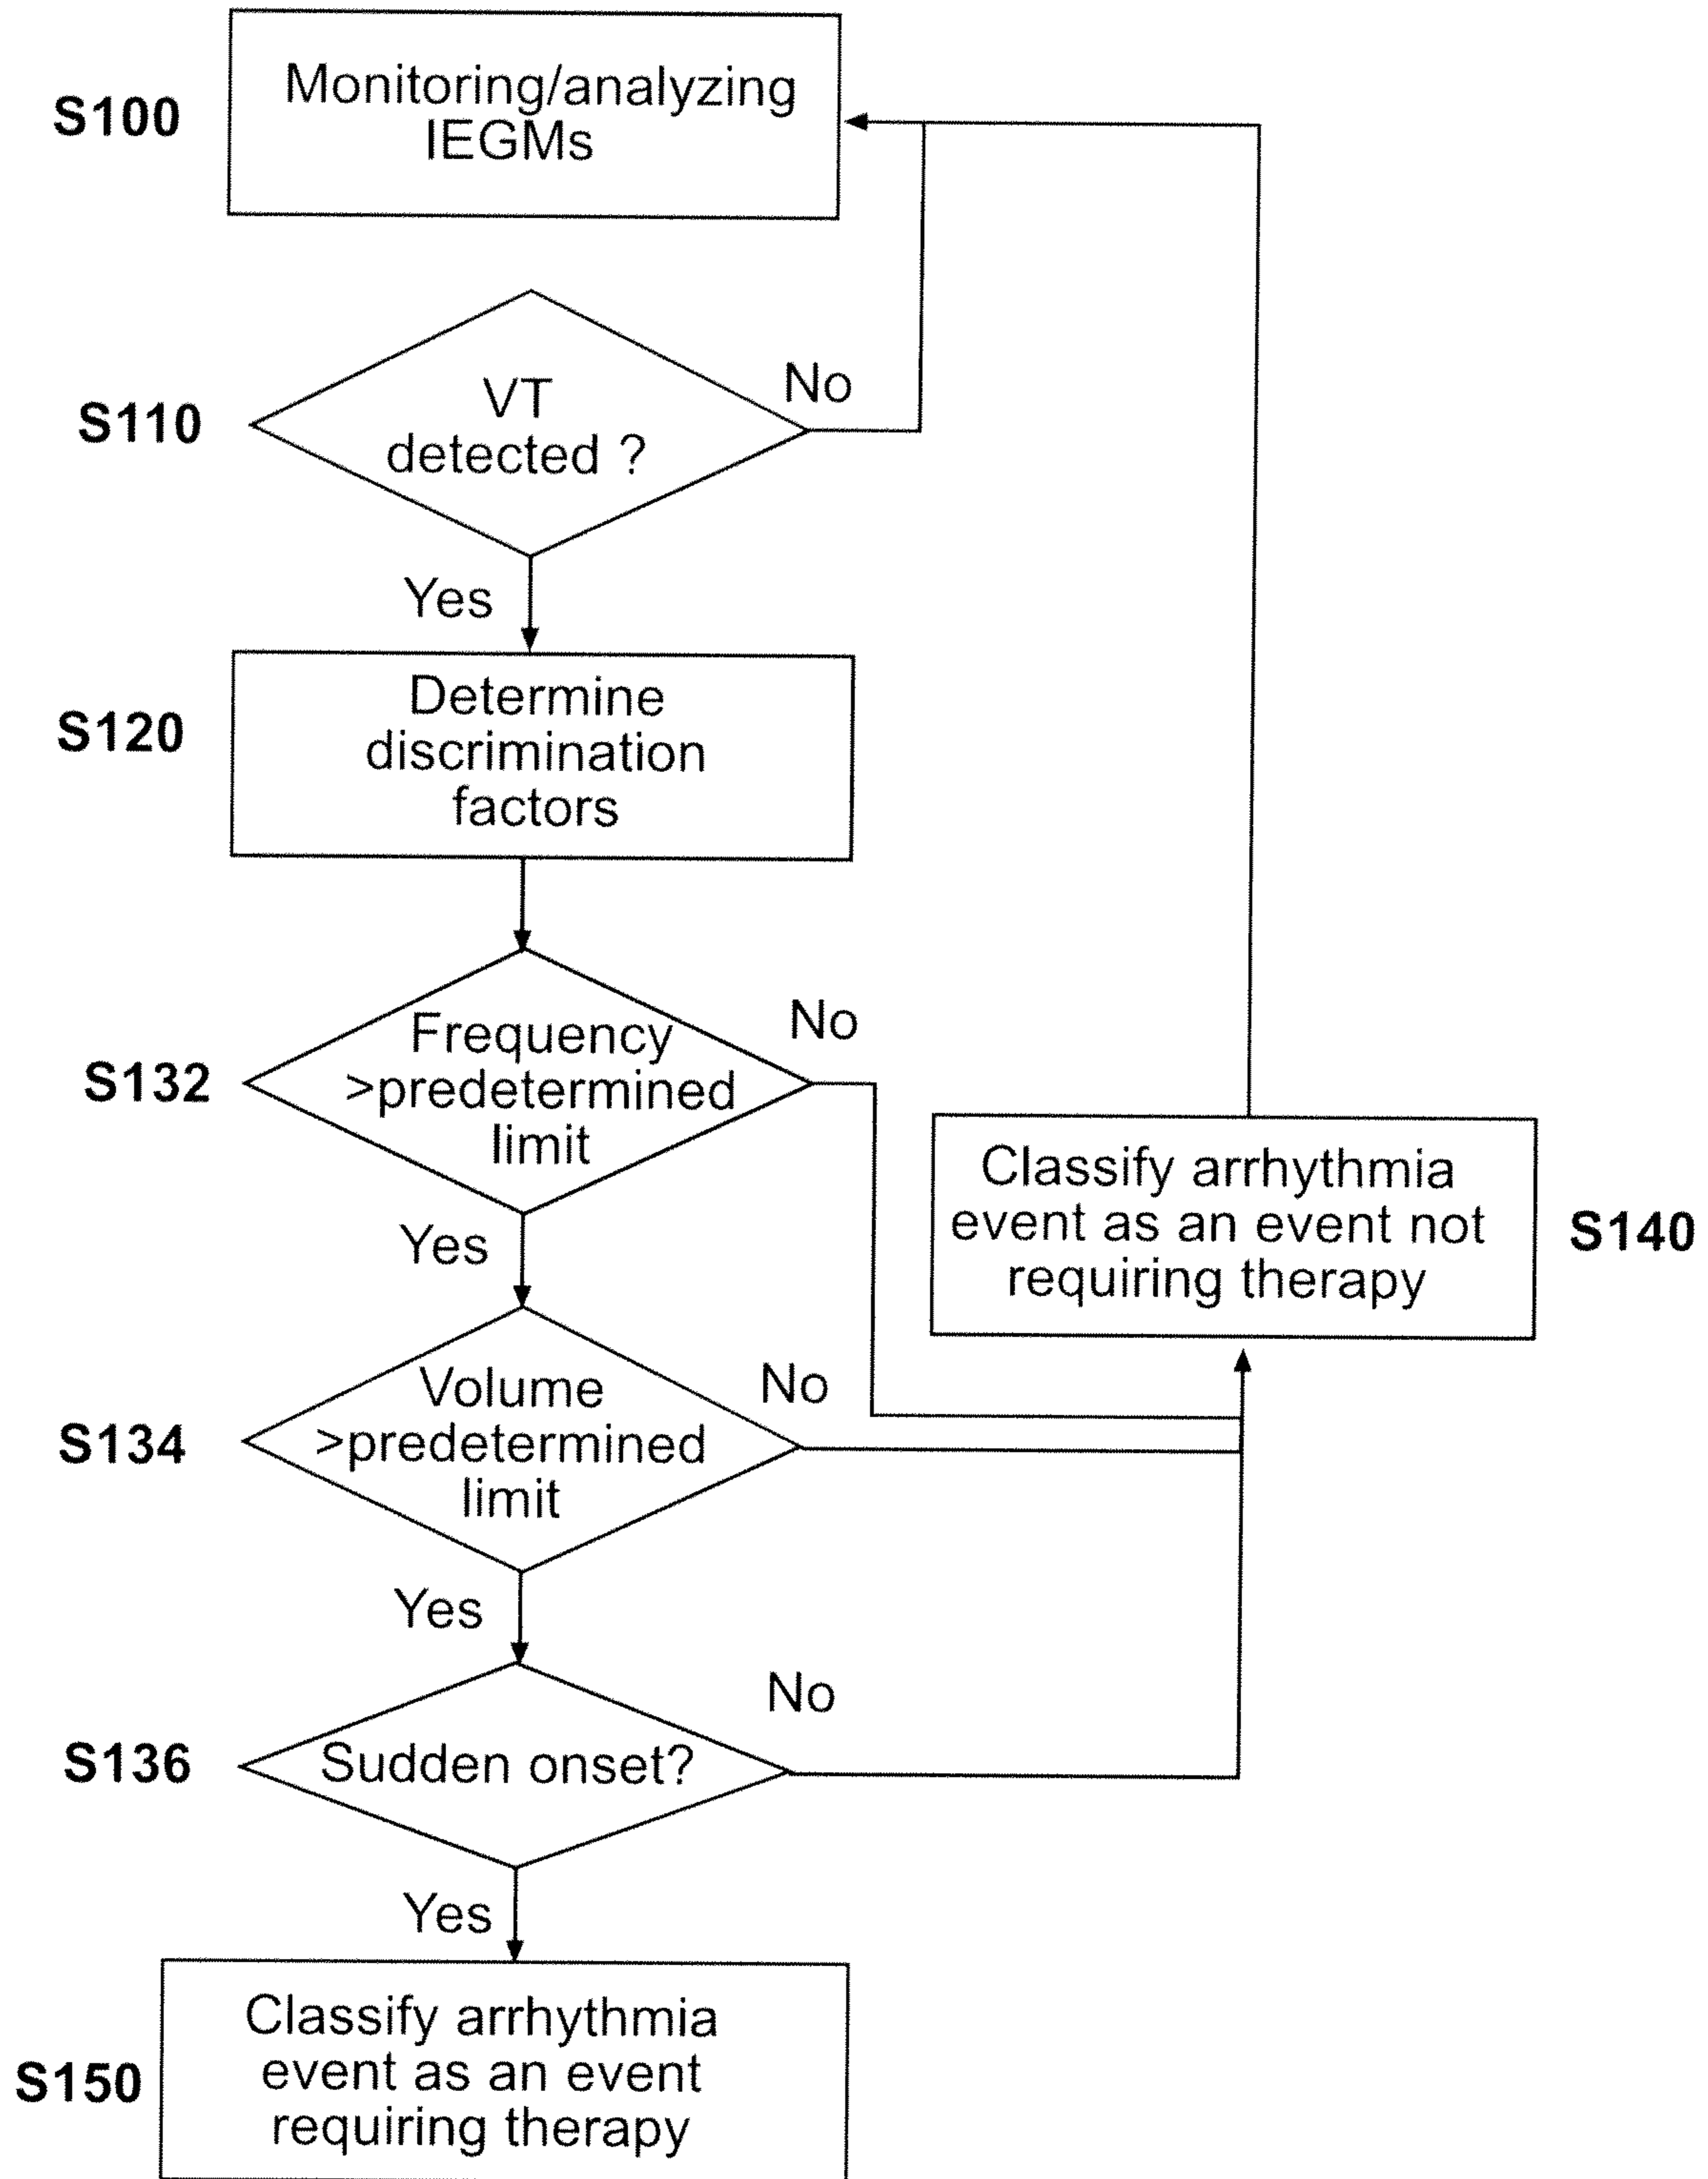 S100
Monitoring/analyzing
IEGMs
S110
VT
detected ?
No
Yes
S120
Determine
discrimination
factors
S132
Frequency
>predetermined
limit
No
Yes
Classify arrhythmia
event as an event not
requiring therapy
S140
S134
Volume
>predetermined
limit
No
Yes
S136
Sudden onset?
No
Yes
S150
Classify arrhythmia
event as an event
requiring therapy